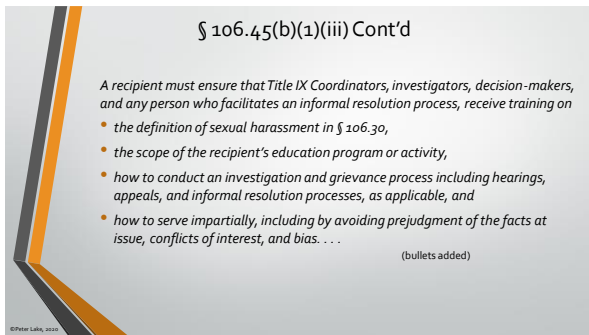 § 106.45(b)(1)(iii) Cont’d
A recipient must ensure that Title IX Coordinators, investigators, decision-makers,
and any person who facilitates an informal resolution process, receive training on
• the definition of sexual harassment in § 106.30,
• the scope of the recipient’s education program or activity,
• how to conduct an investigation and grievance process including hearings,
appeals, and informal resolution processes, as applicable, and
• how to serve impartially, including by avoiding prejudgment of the facts at
issue, conflicts of interest, and bias. . . .
(bullets added)
©Peter Lake, 2020